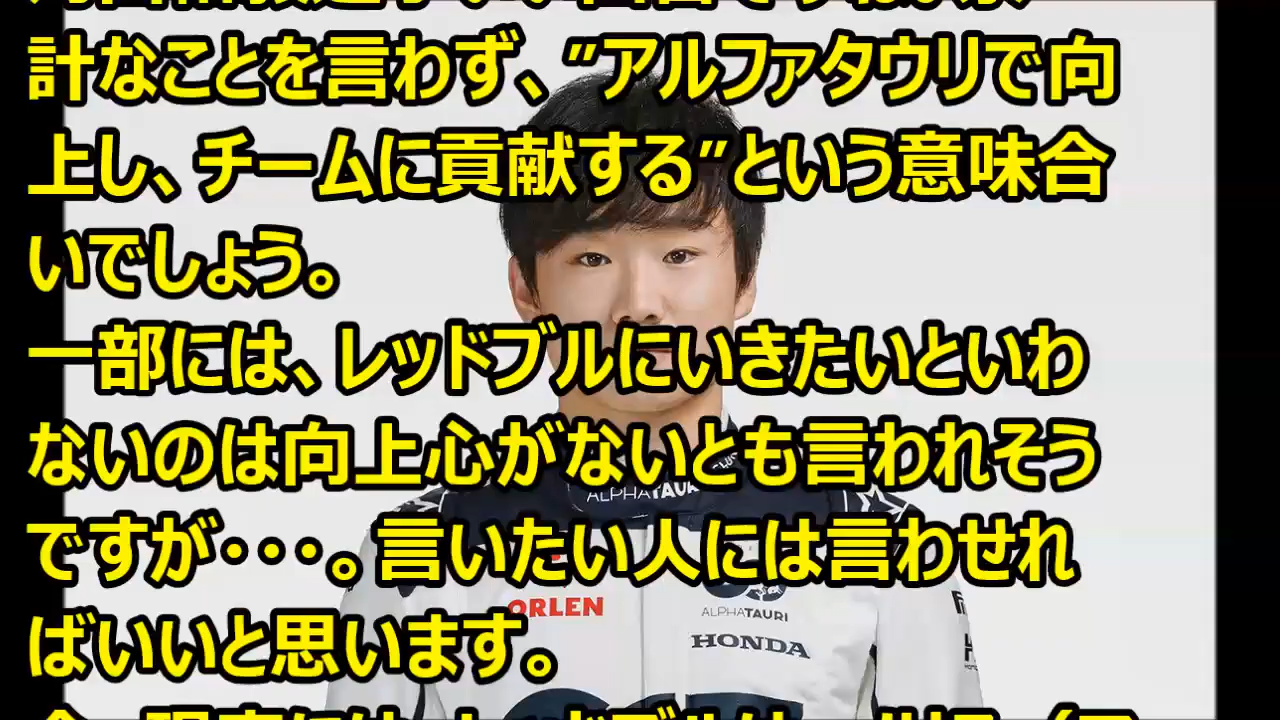 計なことを言わず、”アルファタウリで向
上し、チームに貢献する”という意味合
いでしょう。
一部には、レッドブルにいきたいといわ
ないのは向上心がないとも言われそう
ですが・・・。言いたい人には言わせれ
ばいいと思います。
ALPHATAURI
ORLEN
ALPHATAURI
HONDA